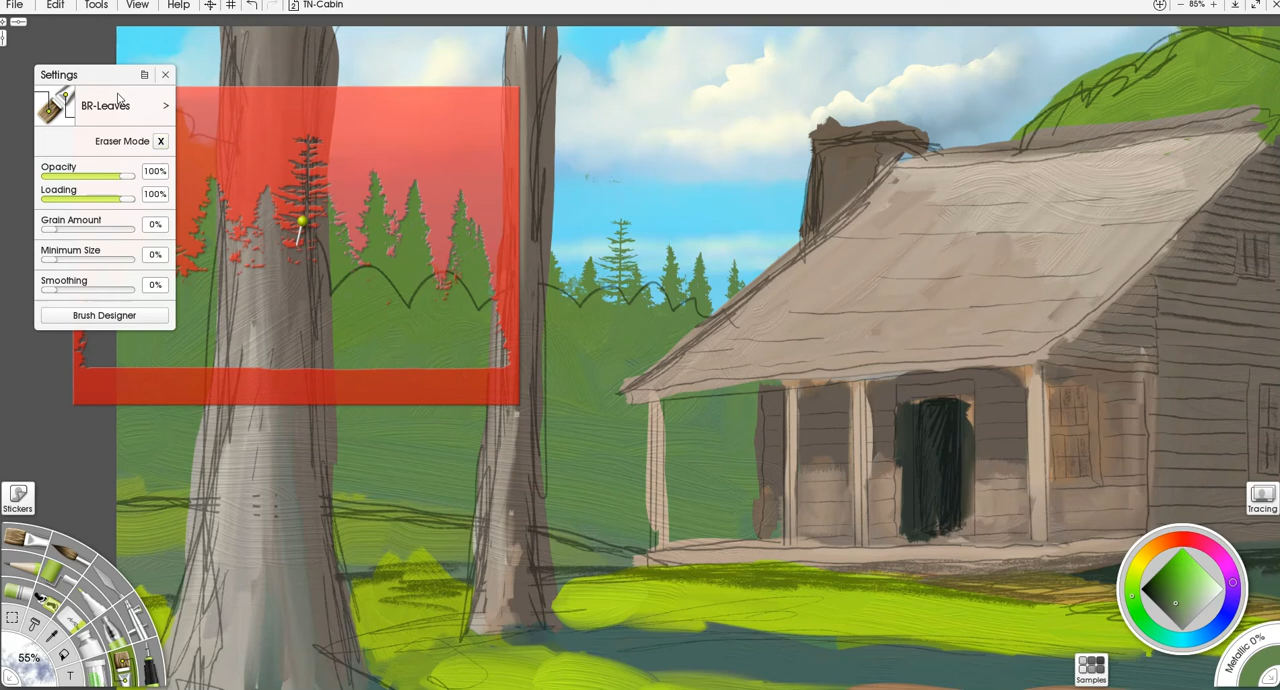 File Edit Tools View Help TN-Cabin 85%
Settings
BR-Leaves >
Eraser Mode X
Opacity 100%
Loading 100%
Grain Amount 0%
Minimum Size 0%
Smoothing 0%
Brush Designer
Stickers
Tracing
55%
T
Metallic 0%
Samples